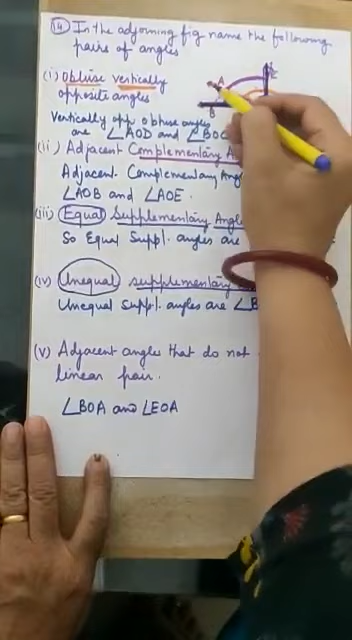 (14) In the adjoining fig name the following
pairs of angles
A
E
B
(i) Obtuse vertically
opposite angles
Vertically opp. obtuse angles
are ∠AOD and ∠BOC
(ii) Adjacent Complementary
Adjacent Complementary
∠AOB and ∠AOE.
(iii) Equal Supplementary
So Equal Suppl. angles are
(iv) Unequal supplementary
Unequal Suppl. angles are
(v) Adjacent angles that do not
linear pair.
∠BOA and ∠EOA